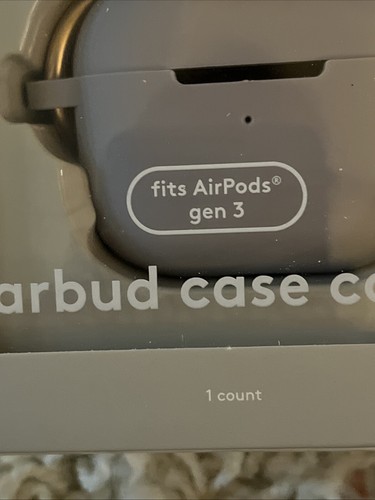 fits AirPods®
gen 3
arbud case co
1 count